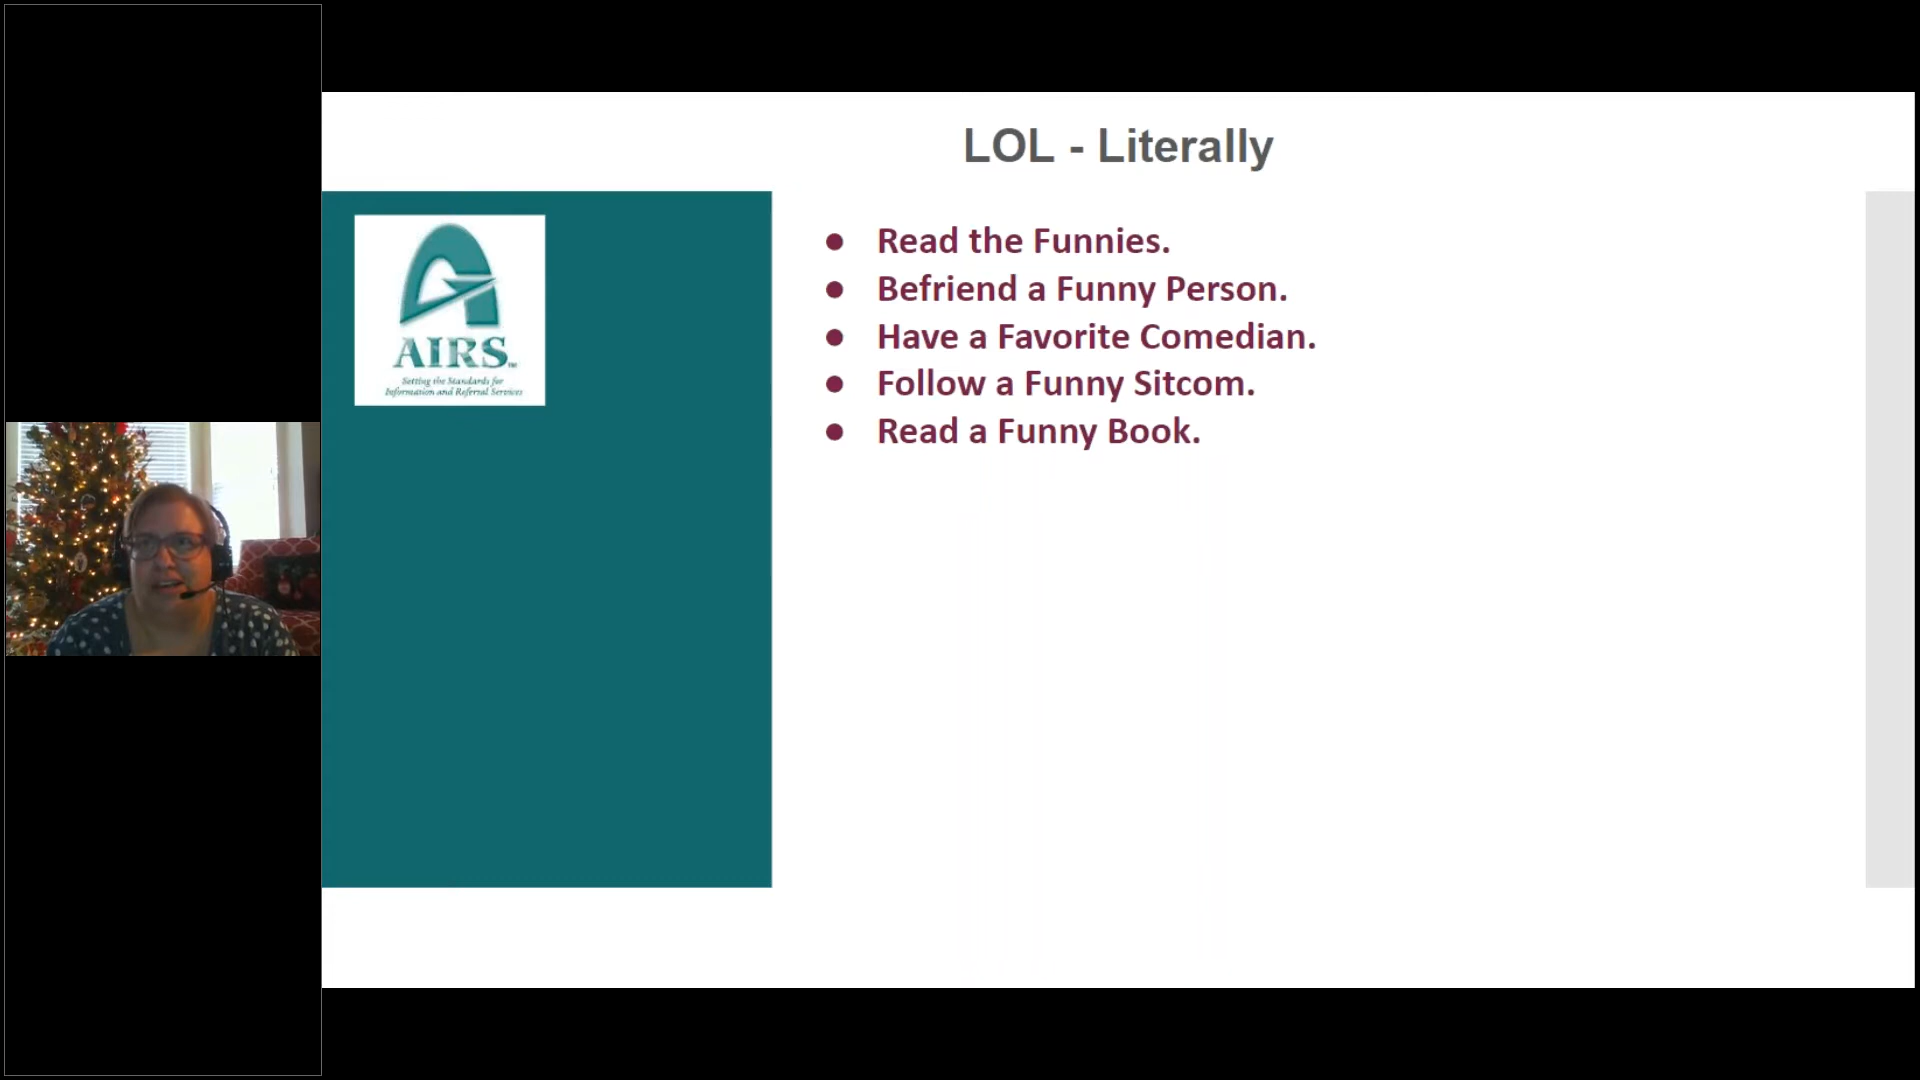 LOL - Literally
AIRS™
Setting the Standards for
Information and Referral Services
● Read the Funnies.
● Befriend a Funny Person.
● Have a Favorite Comedian.
● Follow a Funny Sitcom.
● Read a Funny Book.